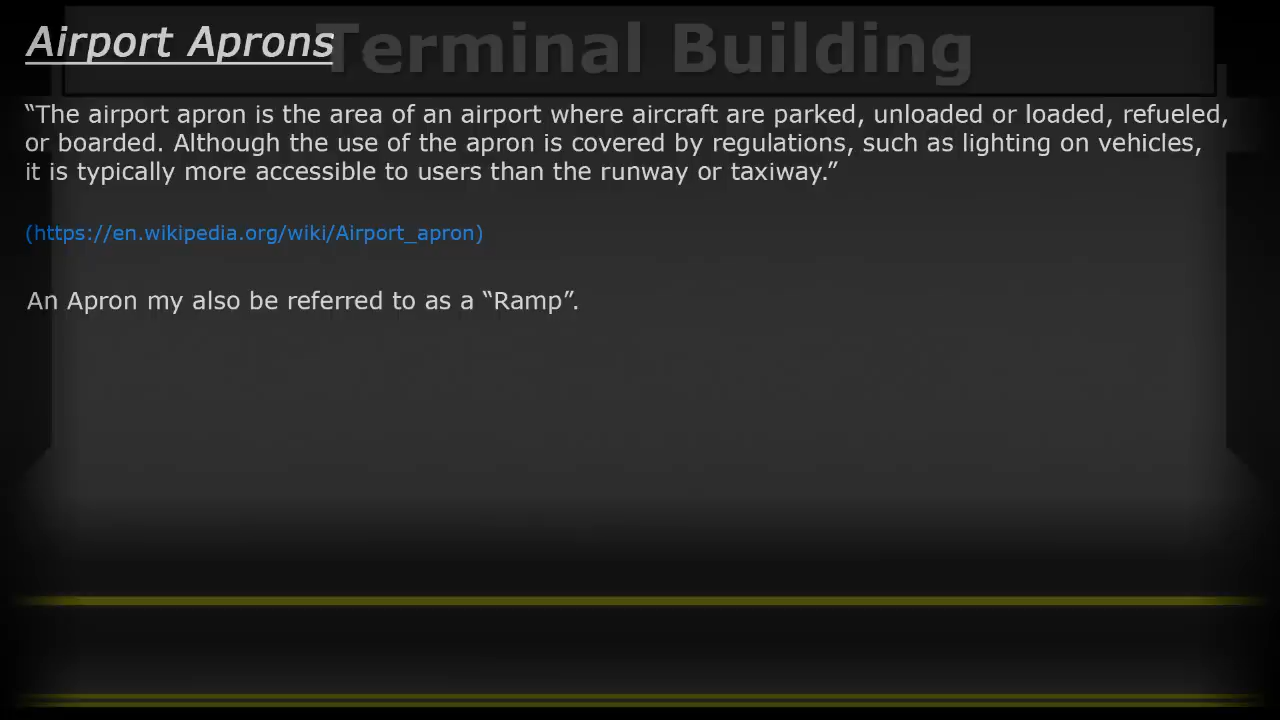 Airport Aprons
Terminal Building
“The airport apron is the area of an airport where aircraft are parked, unloaded or loaded, refueled,
or boarded. Although the use of the apron is covered by regulations, such as lighting on vehicles,
it is typically more accessible to users than the runway or taxiway.”
(https://en.wikipedia.org/wiki/Airport_apron)
An Apron my also be referred to as a “Ramp”.